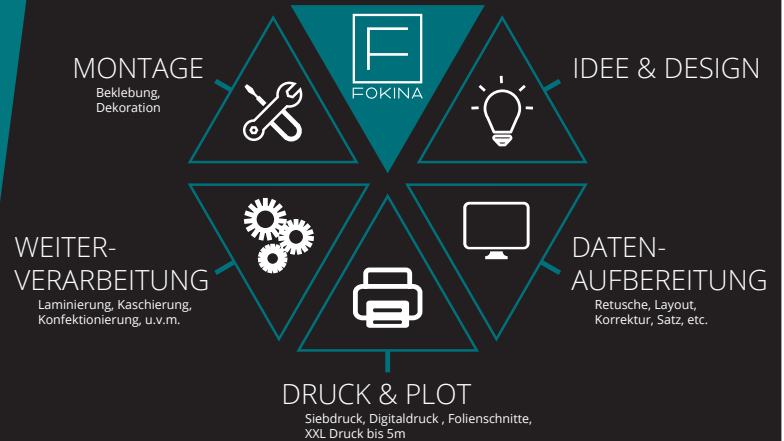 FOKINA
IDEE & DESIGN
DATEN-
AUFBEREITUNG
Retusche, Layout,
Korrektur, Satz, etc.
DRUCK & PLOT
Siebdruck, Digitaldruck , Folienschnitte,
XXL Druck bis 5m
WEITER-
VERARBEITUNG
Laminierung, Kaschierung,
Konfektionierung, u.v.m.
MONTAGE
Beklebung,
Dekoration